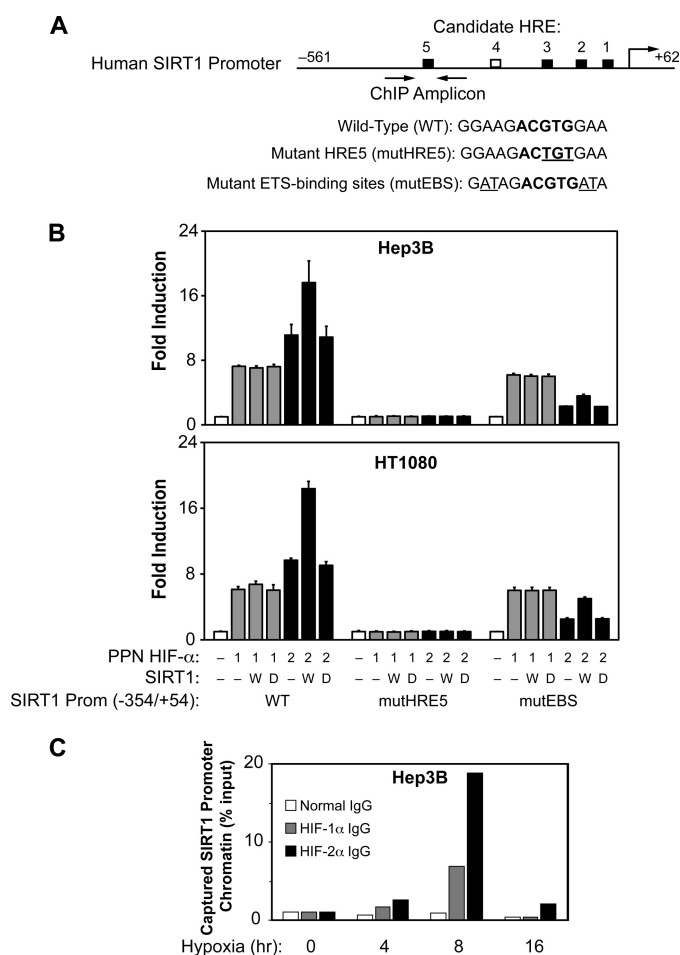 A
Candidate HRE:
5 4 3 2 1
Human SIRT1 Promoter
–561
+62
ChIP Amplicon
Wild-Type (WT): GGAAGACGTGGAA
Mutant HRE5 (mutHRE5): GGAAGACTGTGAA
Mutant ETS-binding sites (mutEBS): GATAGACGTGATA
B
Hep3B
Fold Induction
24
16
8
0
HT1080
Fold Induction
24
16
8
0
PPN HIF-α: – 1 1 1 2 2 2 – 1 1 1 2 2 2 – 1 1 1 2 2 2
SIRT1: – – W D – W D – – W D – W D – – W D – W D
SIRT1 Prom (-354/+54): WT mutHRE5 mutEBS
C
Hep3B
Captured SIRT1 Promoter
Chromatin (% input)
20
10
0
Normal IgG
HIF-1α IgG
HIF-2α IgG
Hypoxia (hr): 0 4 8 16